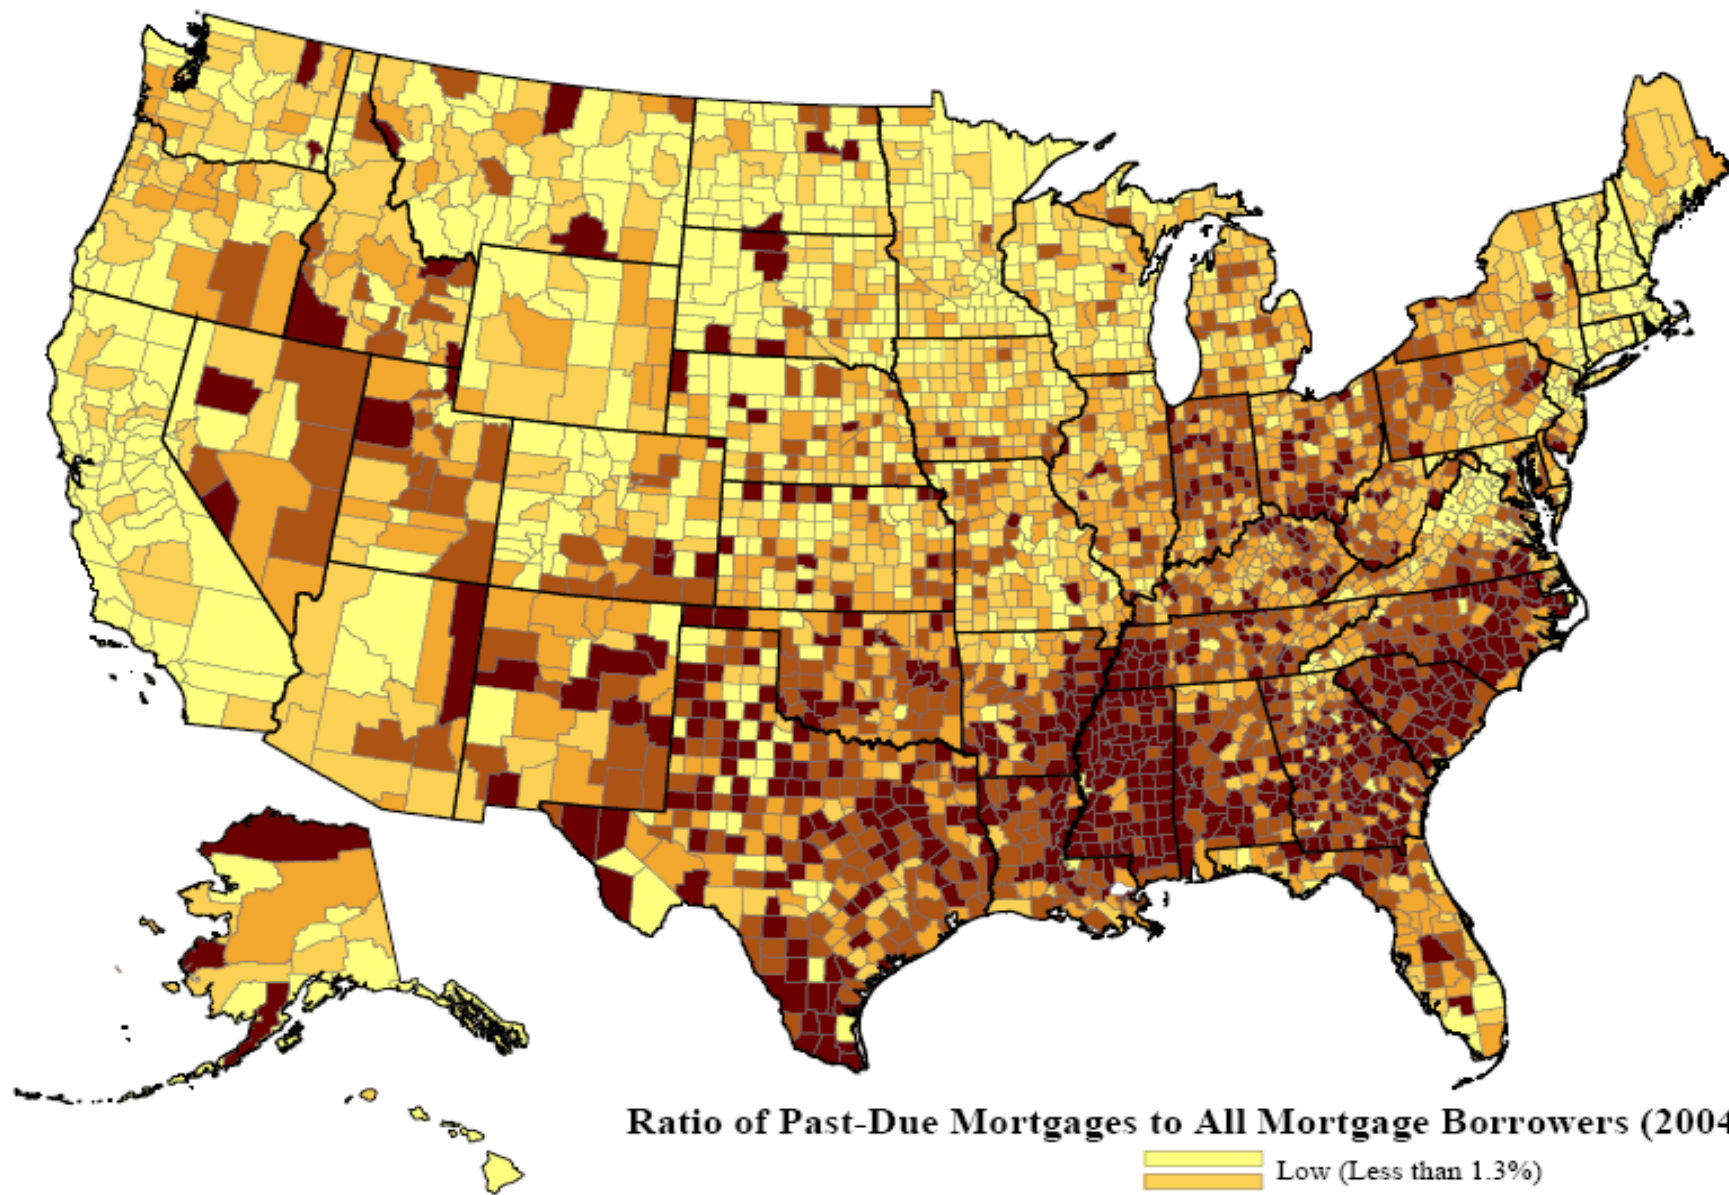 Ratio of Past-Due Mortgages to All Mortgage Borrowers (2004
Low (Less than 1.3%)